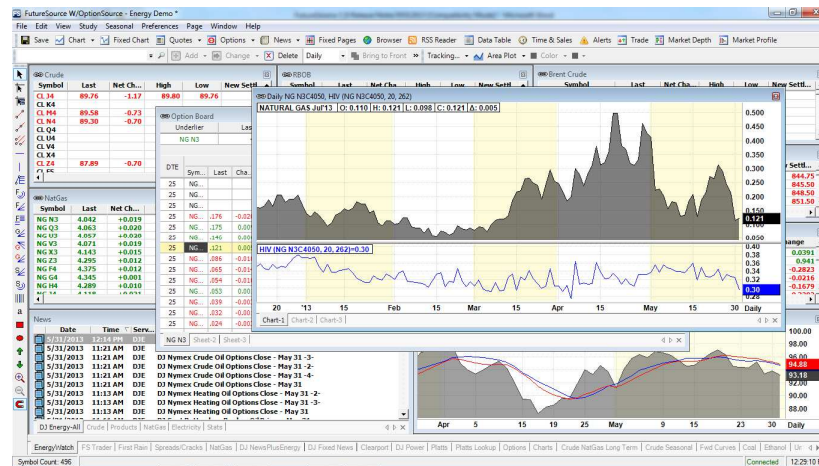 FutureSource W/OptionSource - Energy Demo *
File Edit View Study Seasonal Preferences Page Window Help
Save Chart Fixed Chart Quotes Options News Fixed Pages Browser RSS Reader Data Table Time & Sales Alerts Trade Market Depth Market Profile
Add Change Delete Daily Bring to Front Tracking... Area Plot Color
Crude
Symbol Last Net Ch... High Low New Settl
CL J4 89.76 -1.17 89.80 89.76
CL K4
CL M4 89.58 -0.73
CL N4 89.30 -0.70
CL Q4
CL U4
CL V4
CL X4
CL Z4 87.89 -0.70
RBOB
Symbol Last Net Cha... High Low New Settl
Brent Crude
Symbol Last Net Cha... High Low New Settl...
NatGas
Symbol Last Net Ch...
NG N3 4.042 +0.019
NG Q3 4.063 +0.020
NG U3 4.057 +0.020
NG V3 4.071 +0.019
NG X3 4.143 +0.015
NG Z3 4.295 +0.012
NG F4 4.375 +0.012
NG G4 4.345 +0.001
NG H4 4.289 +0.010
Option Board
Underlier Las
NG N3
DTE Sym... Last Cha...
25 NG...
25 NG...
25 NG...
25 NG... .176
25 NG... .175
25 NG... .146
25 NG... .121
25 NG... .086
25 NG... .065
25 NG... .054
25 NG... .053
25 NG... .039
25 NG... .032
25 NG... .024
NG N3 Sheet-2 Sheet-3
Daily NG N3C4050, HIV (NG N3C4050, 20, 262)
NATURAL GAS Jul'13 O: 0.110 H: 0.121 L: 0.098 C: 0.121 Δ: 0.005
0.500
0.450
0.400
0.350
0.300
0.250
0.200
0.150
0.121
0.050
HIV (NG N3C4050, 20, 262)=0.30
0.40
0.38
0.36
0.34
0.32
0.30
0.28
20 '13 15 Feb 15 Mar 15 Apr 15 May 15 30 Daily
Chart-1 Chart-2 Chart-3
Settl...
844.75
845.50
848.50
851.50
ange
0.0391
0.941
-0.2823
-0.0216
-0.1679
News
Date Time Serv...
5/31/2013 12:14 PM DJE
5/31/2013 11:21 AM DJE DJ Nymex Crude Oil Options Close - May 31 -3-
5/31/2013 11:21 AM DJE DJ Nymex Crude Oil Options Close - May 31 -2-
5/31/2013 11:21 AM DJE DJ Nymex Crude Oil Options Close - May 31 -4-
5/31/2013 11:21 AM DJE DJ Nymex Crude Oil Options Close - May 31
5/31/2013 11:13 AM DJE DJ Nymex Heating Oil Options Close - May 31 -2-
5/31/2013 11:13 AM DJE DJ Nymex Heating Oil Options Close - May 31 -3-
5/31/2013 11:13 AM DJE DJ Nymex Heating Oil Options Close - May 31
DJ Energy-All Crude Products NatGas Electricity Stats
100.00
98.00
96.00
94.88
93.18
92.00
90.00
88.00
Apr 5 15 23 May 9 15 23 30 Daily
EnergyWatch FS Trader First Rain Spreads/Cracks NatGas DJ NewsPlusEnergy DJ Fixed News Clearport DJ Power Platts Platts Lookup Options Charts Crude NatGas Long Term Crude Seasonal Fwd Curves Coal Ethanol
Symbol Count: 496 Connected 12:29:10